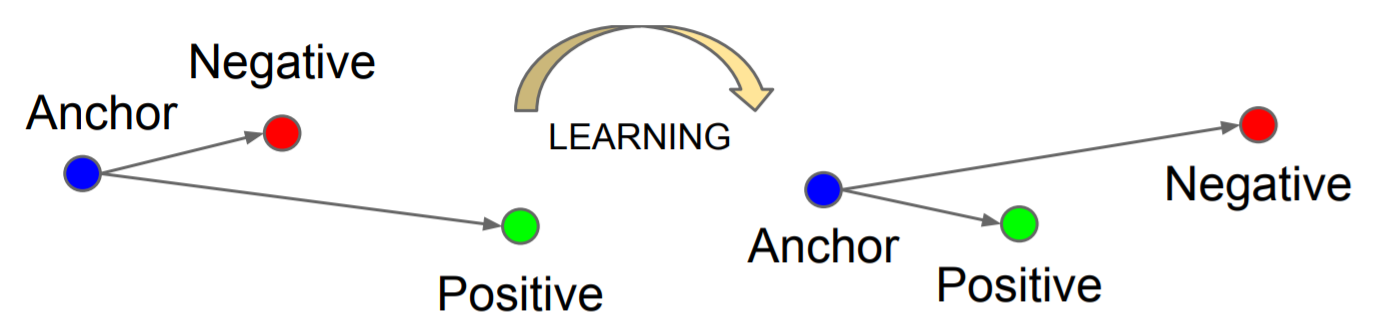 Negative
Anchor
Positive
LEARNING
Negative
Anchor
Positive